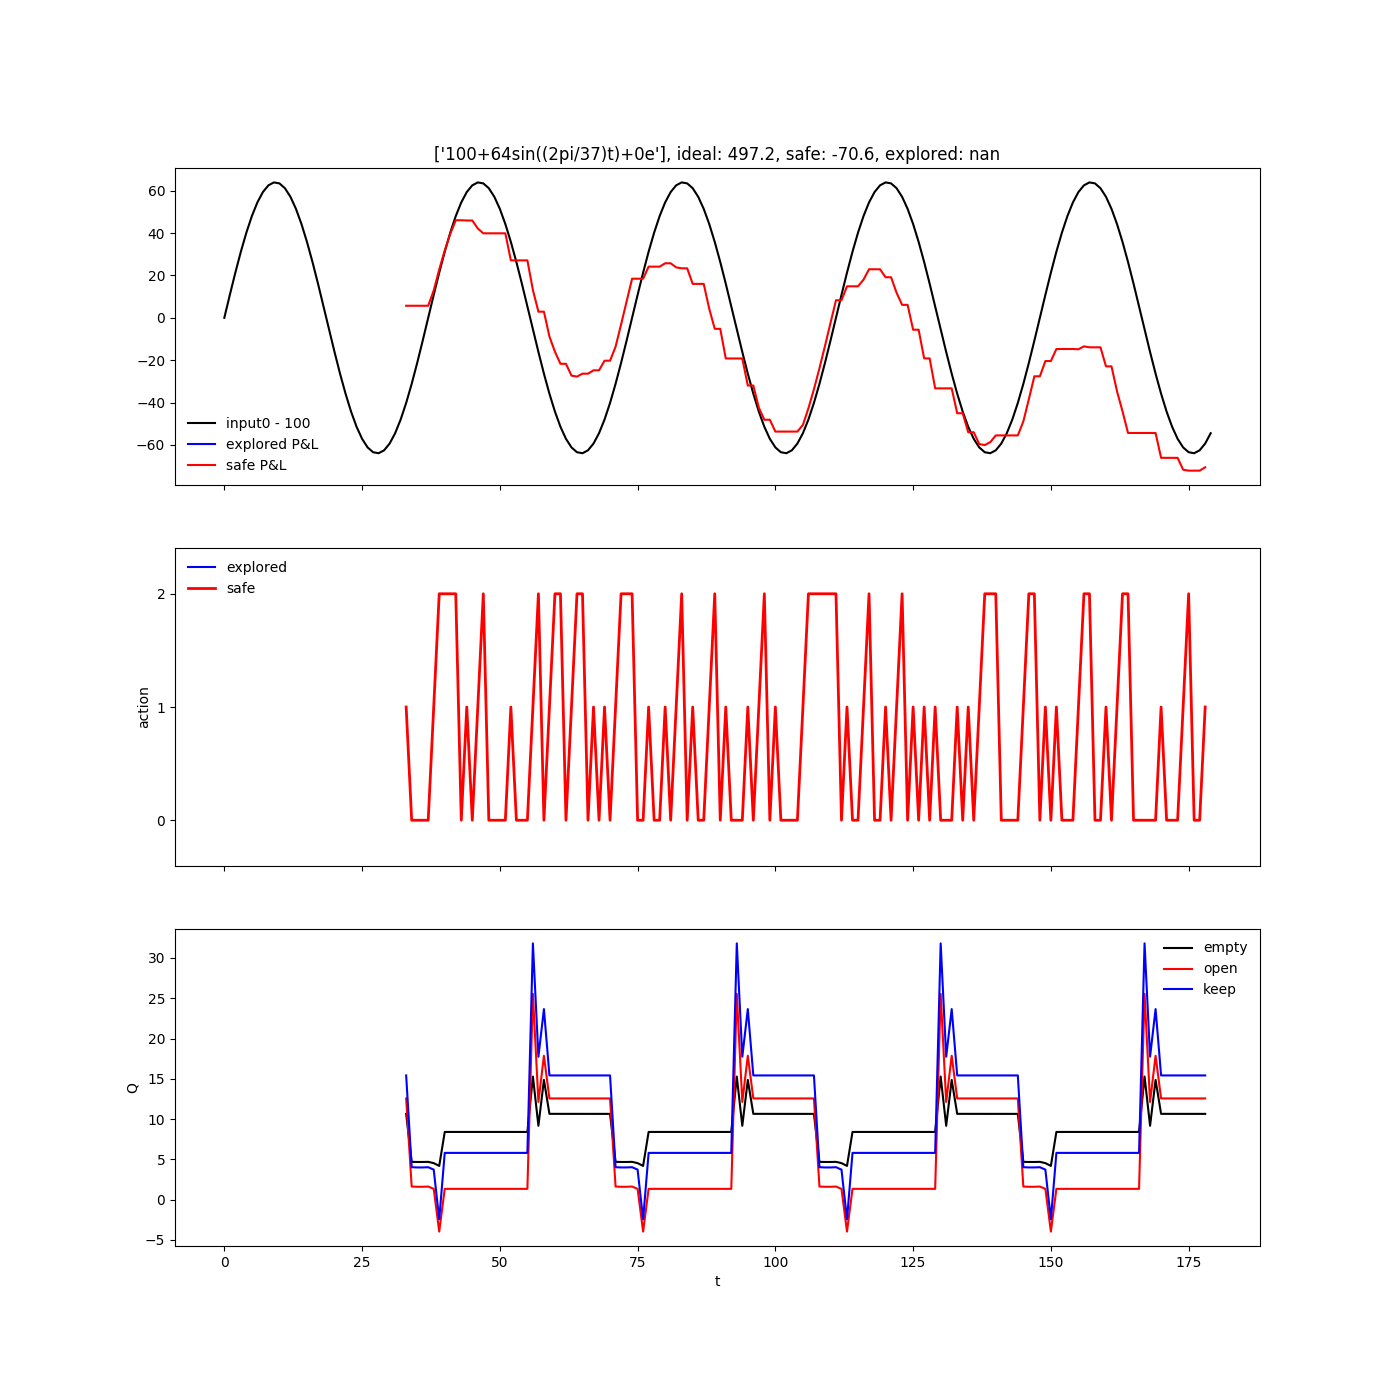 ['100+64sin((2pi/37)t)+0e'], ideal: 497.2, safe: -70.6, explored: nan
60
40
20
0
−20
−40
−60
input0 - 100
explored P&L
safe P&L
explored
safe
2
1
0
action
empty
open
keep
30
25
20
15
10
5
0
−5
Q
0 25 50 75 100 125 150 175
t